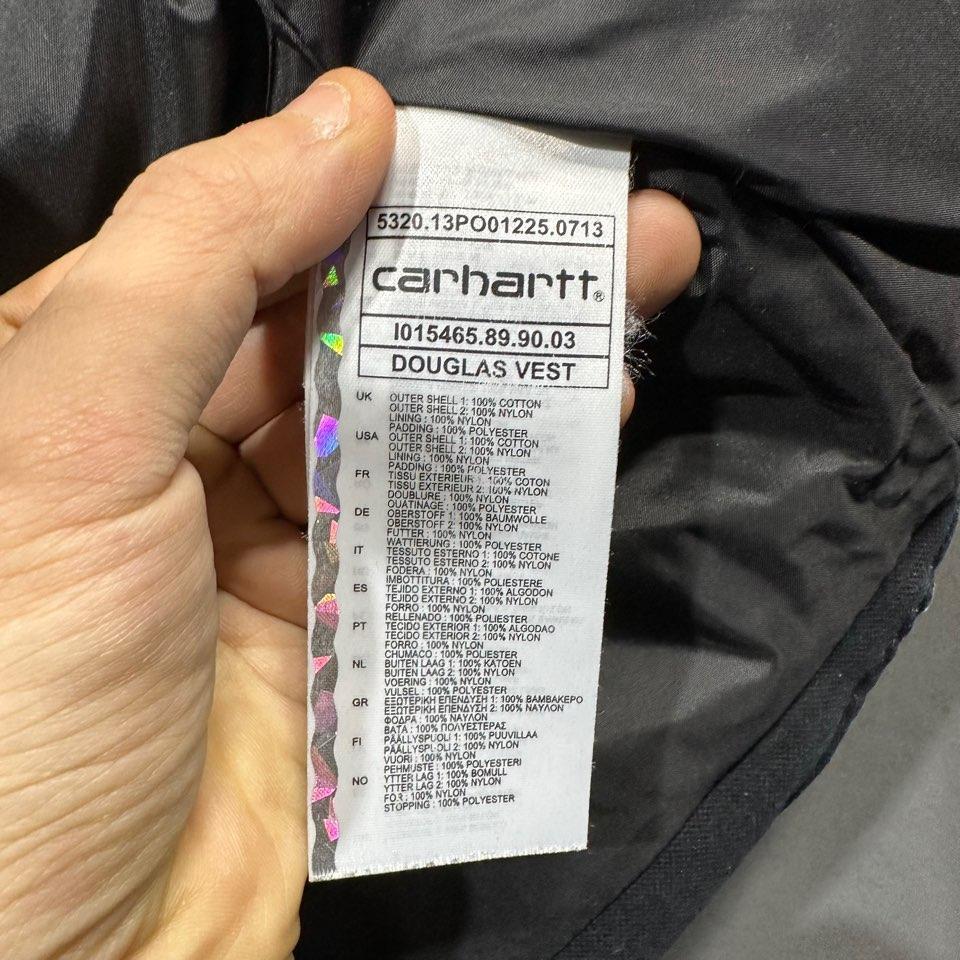 5320.13PO01225.0713
carhartt®
I015465.89.90.03
DOUGLAS VEST
UK OUTER SHELL 1: 100% COTTON
OUTER SHELL 2: 100% NYLON
LINING : 100% NYLON
PADDING : 100% POLYESTER
USA OUTER SHELL 1: 100% COTTON
OUTER SHELL 2: 100% NYLON
LINING : 100% NYLON
PADDING : 100% POLYESTER
FR TISSU EXTERIEUR 1: 100% COTON
TISSU EXTERIEUR 2: 100% NYLON
DOUBLURE : 100% NYLON
OUATINAGE : 100% POLYESTER
DE OBERSTOFF 1: 100% BAUMWOLLE
OBERSTOFF 2: 100% NYLON
FUTTER : 100% NYLON
WATTIERUNG : 100% POLYESTER
IT TESSUTO ESTERNO 1: 100% COTONE
TESSUTO ESTERNO 2: 100% NYLON
FODERA : 100% NYLON
IMBOTTITURA : 100% POLIESTERE
ES TEJIDO EXTERNO 1: 100% ALGODON
TEJIDO EXTERNO 2: 100% NYLON
FORRO : 100% NYLON
RELLENADO : 100% POLIESTER
PT TECIDO EXTERIOR 1: 100% ALGODAO
TECIDO EXTERIOR 2: 100% NYLON
FORRO : 100% NYLON
CHUMACO : 100% POLIESTER
NL BUITEN LAAG 1: 100% KATOEN
BUITEN LAAG 2: 100% NYLON
VOERING : 100% NYLON
VULSEL : 100% POLYESTER
GR ΕΞΩΤΕΡΙΚΗ ΕΠΕΝΔΥΣΗ 1: 100% ΒΑΜΒΑΚΕΡΟ
ΕΞΩΤΕΡΙΚΗ ΕΠΕΝΔΥΣΗ 2: 100% ΝΑΥΛΟΝ
ΦΟΔΡΑ : 100% ΝΑΥΛΟΝ
ΒΑΤΑ : 100% ΠΟΛΥΕΣΤΕΡΑΣ
FI PÄÄLLYSPUOLI 1: 100% PUUVILLAA
PÄÄLLYSPUOLI 2: 100% NYLON
VUORI : 100% NYLON
PEHMUSTE : 100% POLYESTERI
NO YTTER LAG 1: 100% BOMULL
YTTER LAG 2: 100% NYLON
FOR : 100% NYLON
STOPPING : 100% POLYESTER